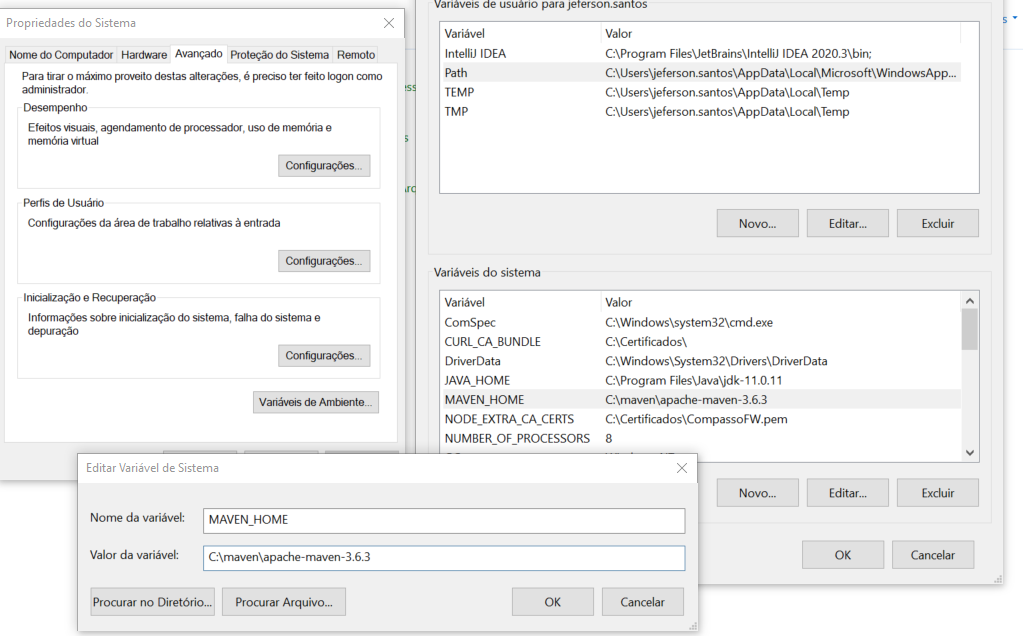 Propriedades do Sistema
Nome do Computador Hardware Avançado Proteção do Sistema Remoto
Para tirar o máximo proveito destas alterações, é preciso ter feito logon como
administrador.
Desempenho
Efeitos visuais, agendamento de processador, uso de memória e
memória virtual
Configurações...
Perfis de Usuário
Configurações da área de trabalho relativas à entrada
Configurações...
Inicialização e Recuperação
Informações sobre inicialização do sistema, falha do sistema e
depuração
Configurações...
Variáveis de Ambiente...
Variáveis de usuário para jeferson.santos
Variável Valor
IntelliJ IDEA C:\Program Files\JetBrains\IntelliJ IDEA 2020.3\bin;
Path C:\Users\jeferson.santos\AppData\Local\Microsoft\WindowsApp...
TEMP C:\Users\jeferson.santos\AppData\Local\Temp
TMP C:\Users\jeferson.santos\AppData\Local\Temp
Novo... Editar... Excluir
Variáveis do sistema
Variável Valor
ComSpec C:\Windows\system32\cmd.exe
CURL_CA_BUNDLE C:\Certificados\
DriverData C:\Windows\System32\Drivers\DriverData
JAVA_HOME C:\Program Files\Java\jdk-11.0.11
MAVEN_HOME C:\maven\apache-maven-3.6.3
NODE_EXTRA_CA_CERTS C:\Certificados\CompassoFW.pem
NUMBER_OF_PROCESSORS 8
Novo... Editar... Excluir
OK Cancelar
Editar Variável de Sistema
Nome da variável: MAVEN_HOME
Valor da variável: C:\maven\apache-maven-3.6.3
Procurar no Diretório... Procurar Arquivo... OK Cancelar